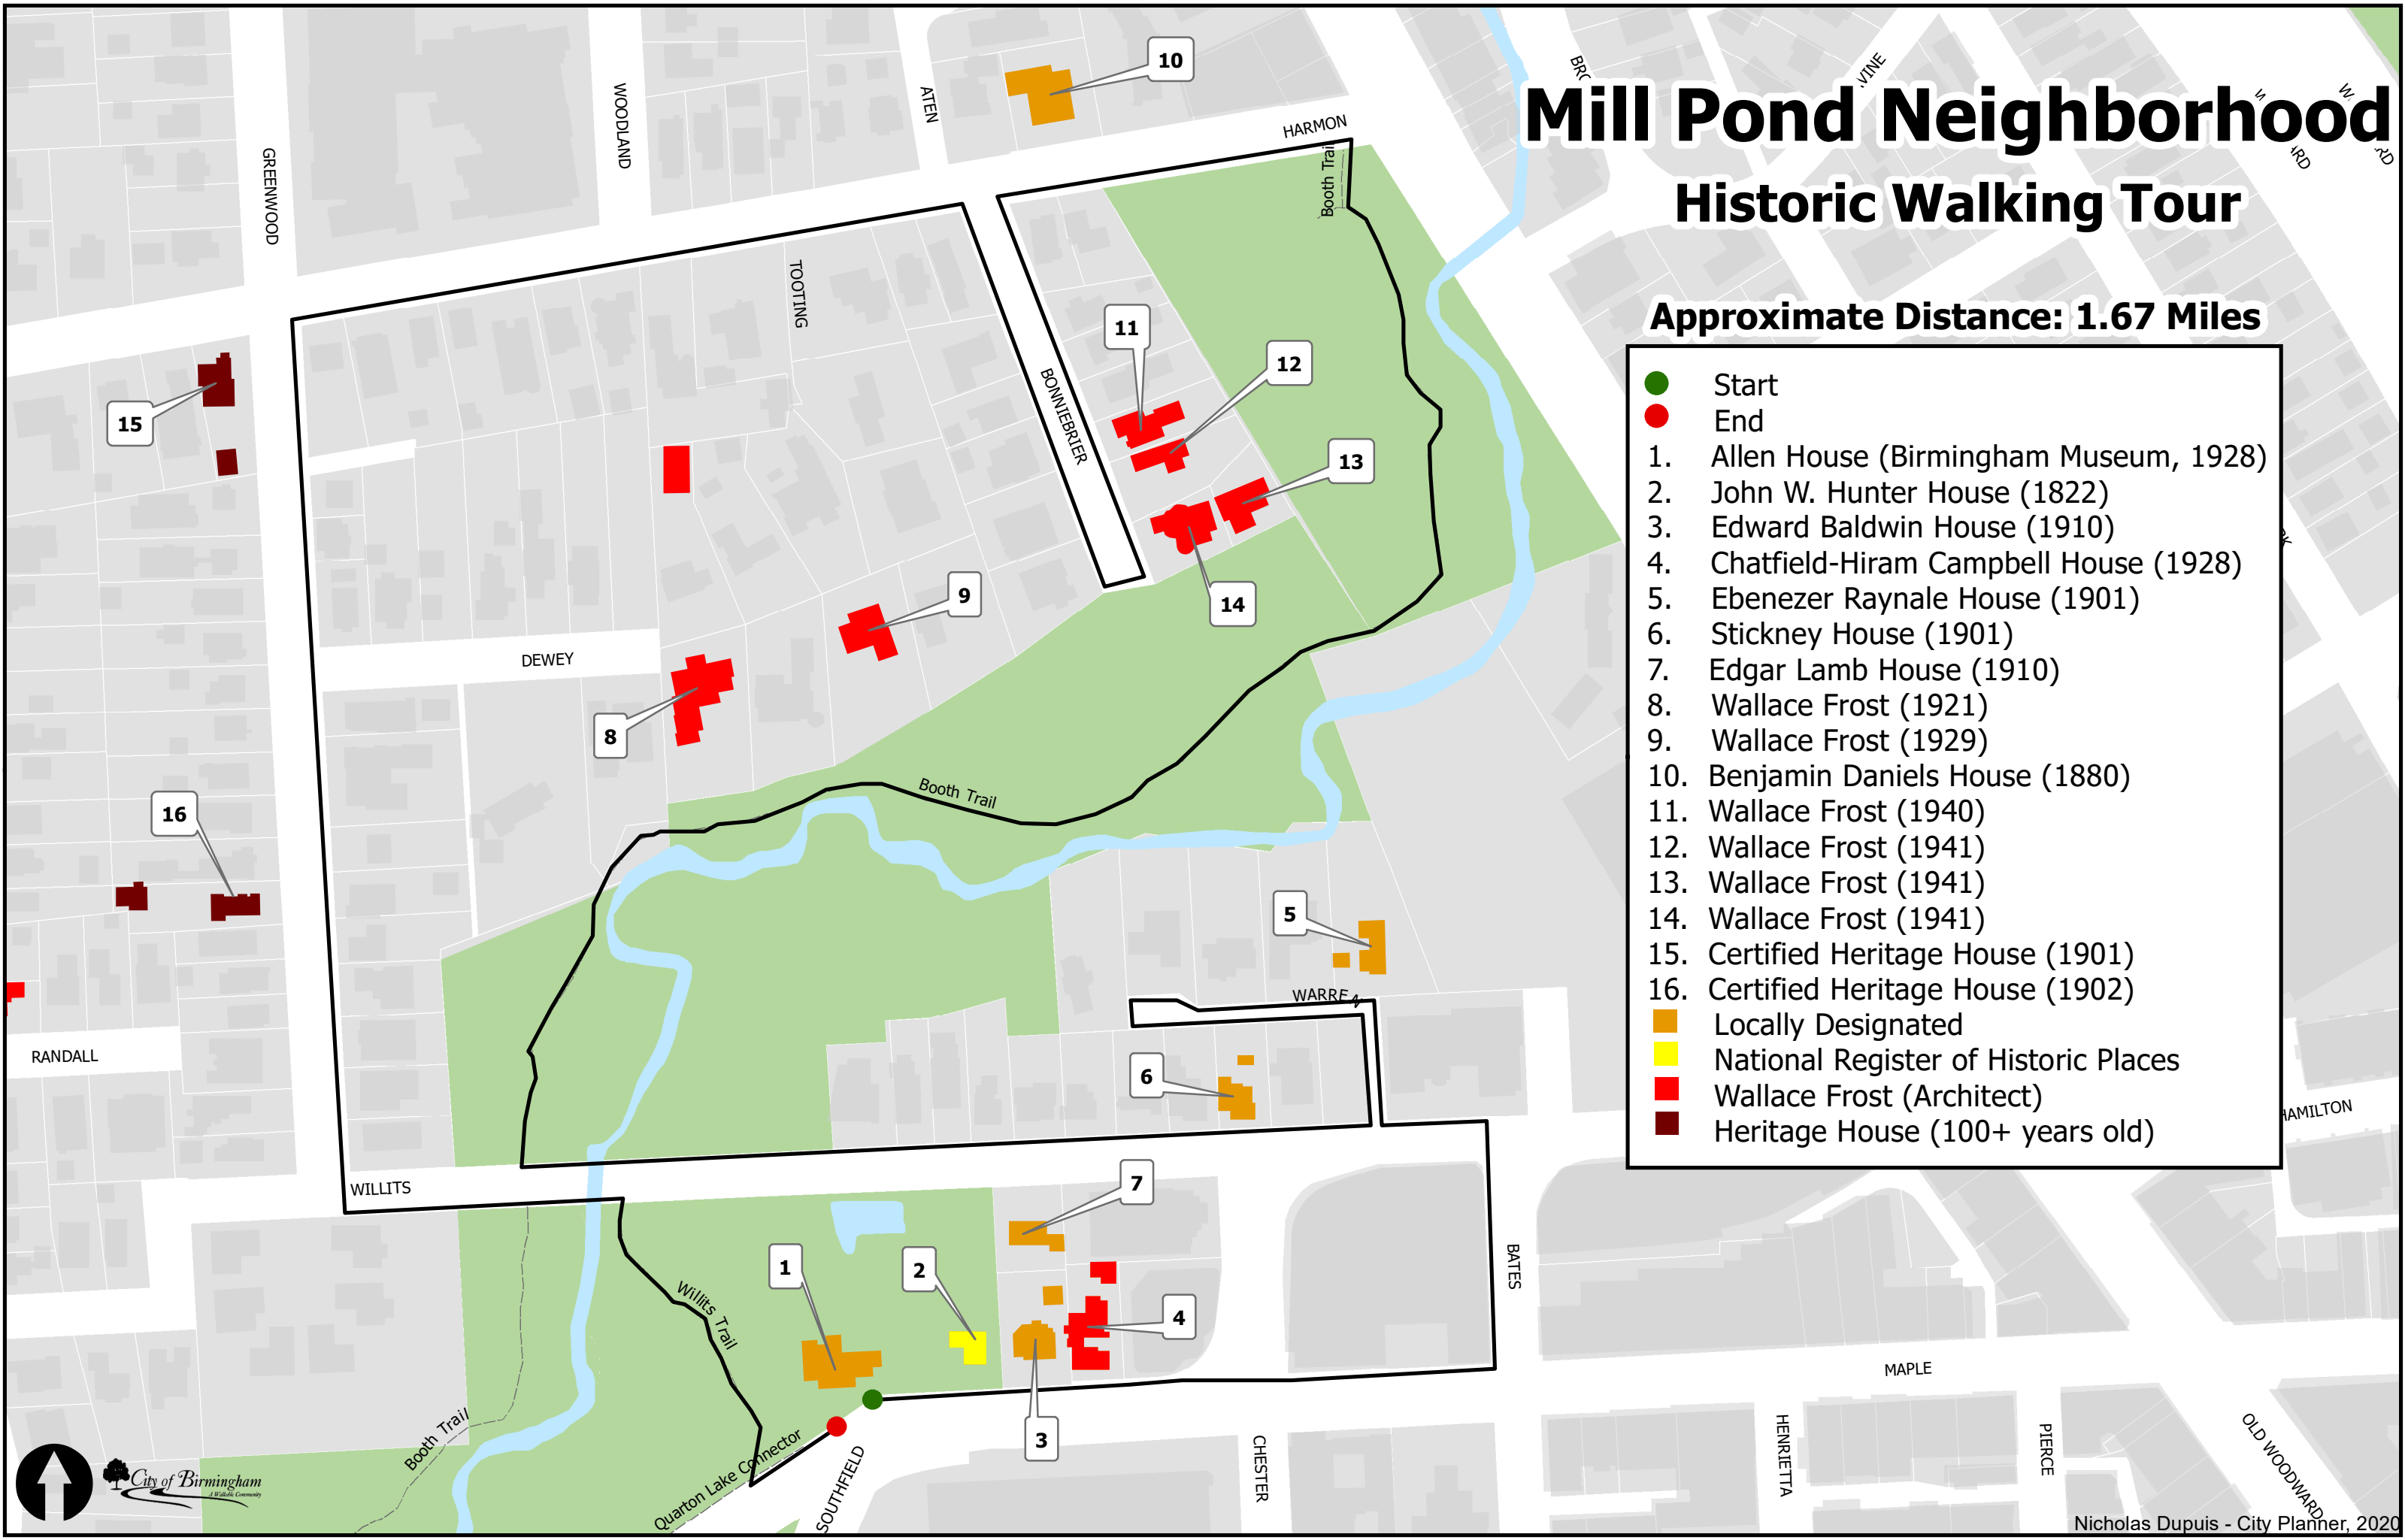 Mill Pond Neighborhood
Historic Walking Tour
Approximate Distance: 1.67 Miles
Start
End
1. Allen House (Birmingham Museum, 1928)
2. John W. Hunter House (1822)
3. Edward Baldwin House (1910)
4. Chatfield-Hiram Campbell House (1928)
5. Ebenezer Raynale House (1901)
6. Stickney House (1901)
7. Edgar Lamb House (1910)
8. Wallace Frost (1921)
9. Wallace Frost (1929)
10. Benjamin Daniels House (1880)
11. Wallace Frost (1940)
12. Wallace Frost (1941)
13. Wallace Frost (1941)
14. Wallace Frost (1941)
15. Certified Heritage House (1901)
16. Certified Heritage House (1902)
Locally Designated
National Register of Historic Places
Wallace Frost (Architect)
Heritage House (100+ years old)
10
WOODLAND
ATEN
HARMON
VINE
GREENWOOD
Booth Trail
TOOTING
11
12
BONNIEBRIER
15
13
9
14
DEWEY
8
Booth Trail
16
5
WARREN
RANDALL
6
HAMILTON
WILLITS
7
1
2
BATES
Willits Trail
4
MAPLE
3
Booth Trail
Quarton Lake Connector
SOUTHFIELD
CHESTER
HENRIETTA
PIERCE
OLD WOODWARD
City of Birmingham
A Walkable Community
Nicholas Dupuis - City Planner, 2020